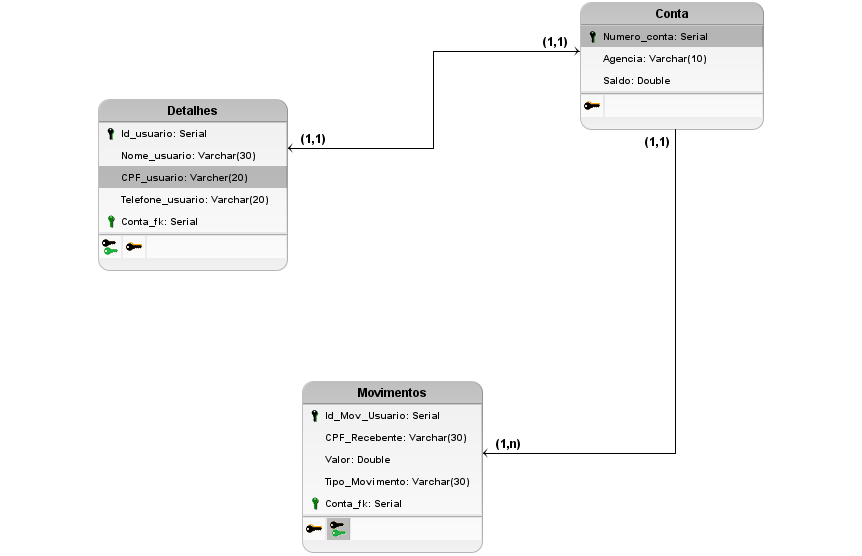 Conta
Numero_conta: Serial
Agencia: Varchar(10)
Saldo: Double
(1,1)
(1,1)
(1,1)
Detalhes
Id_usuario: Serial
Nome_usuario: Varchar(30)
CPF_usuario: Varcher(20)
Telefone_usuario: Varchar(20)
Conta_fk: Serial
Movimentos
Id_Mov_Usuario: Serial
CPF_Recebente: Varchar(30)
Valor: Double
Tipo_Movimento: Varchar(30)
Conta_fk: Serial
(1,n)